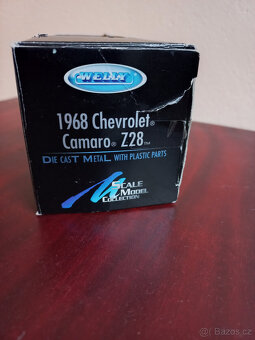 WELLY
1968 Chevrolet®
Camaro® Z28™
DIE CAST METAL WITH PLASTIC PARTS
SCALE
MODEL
COLLECTION
Bazos.cz